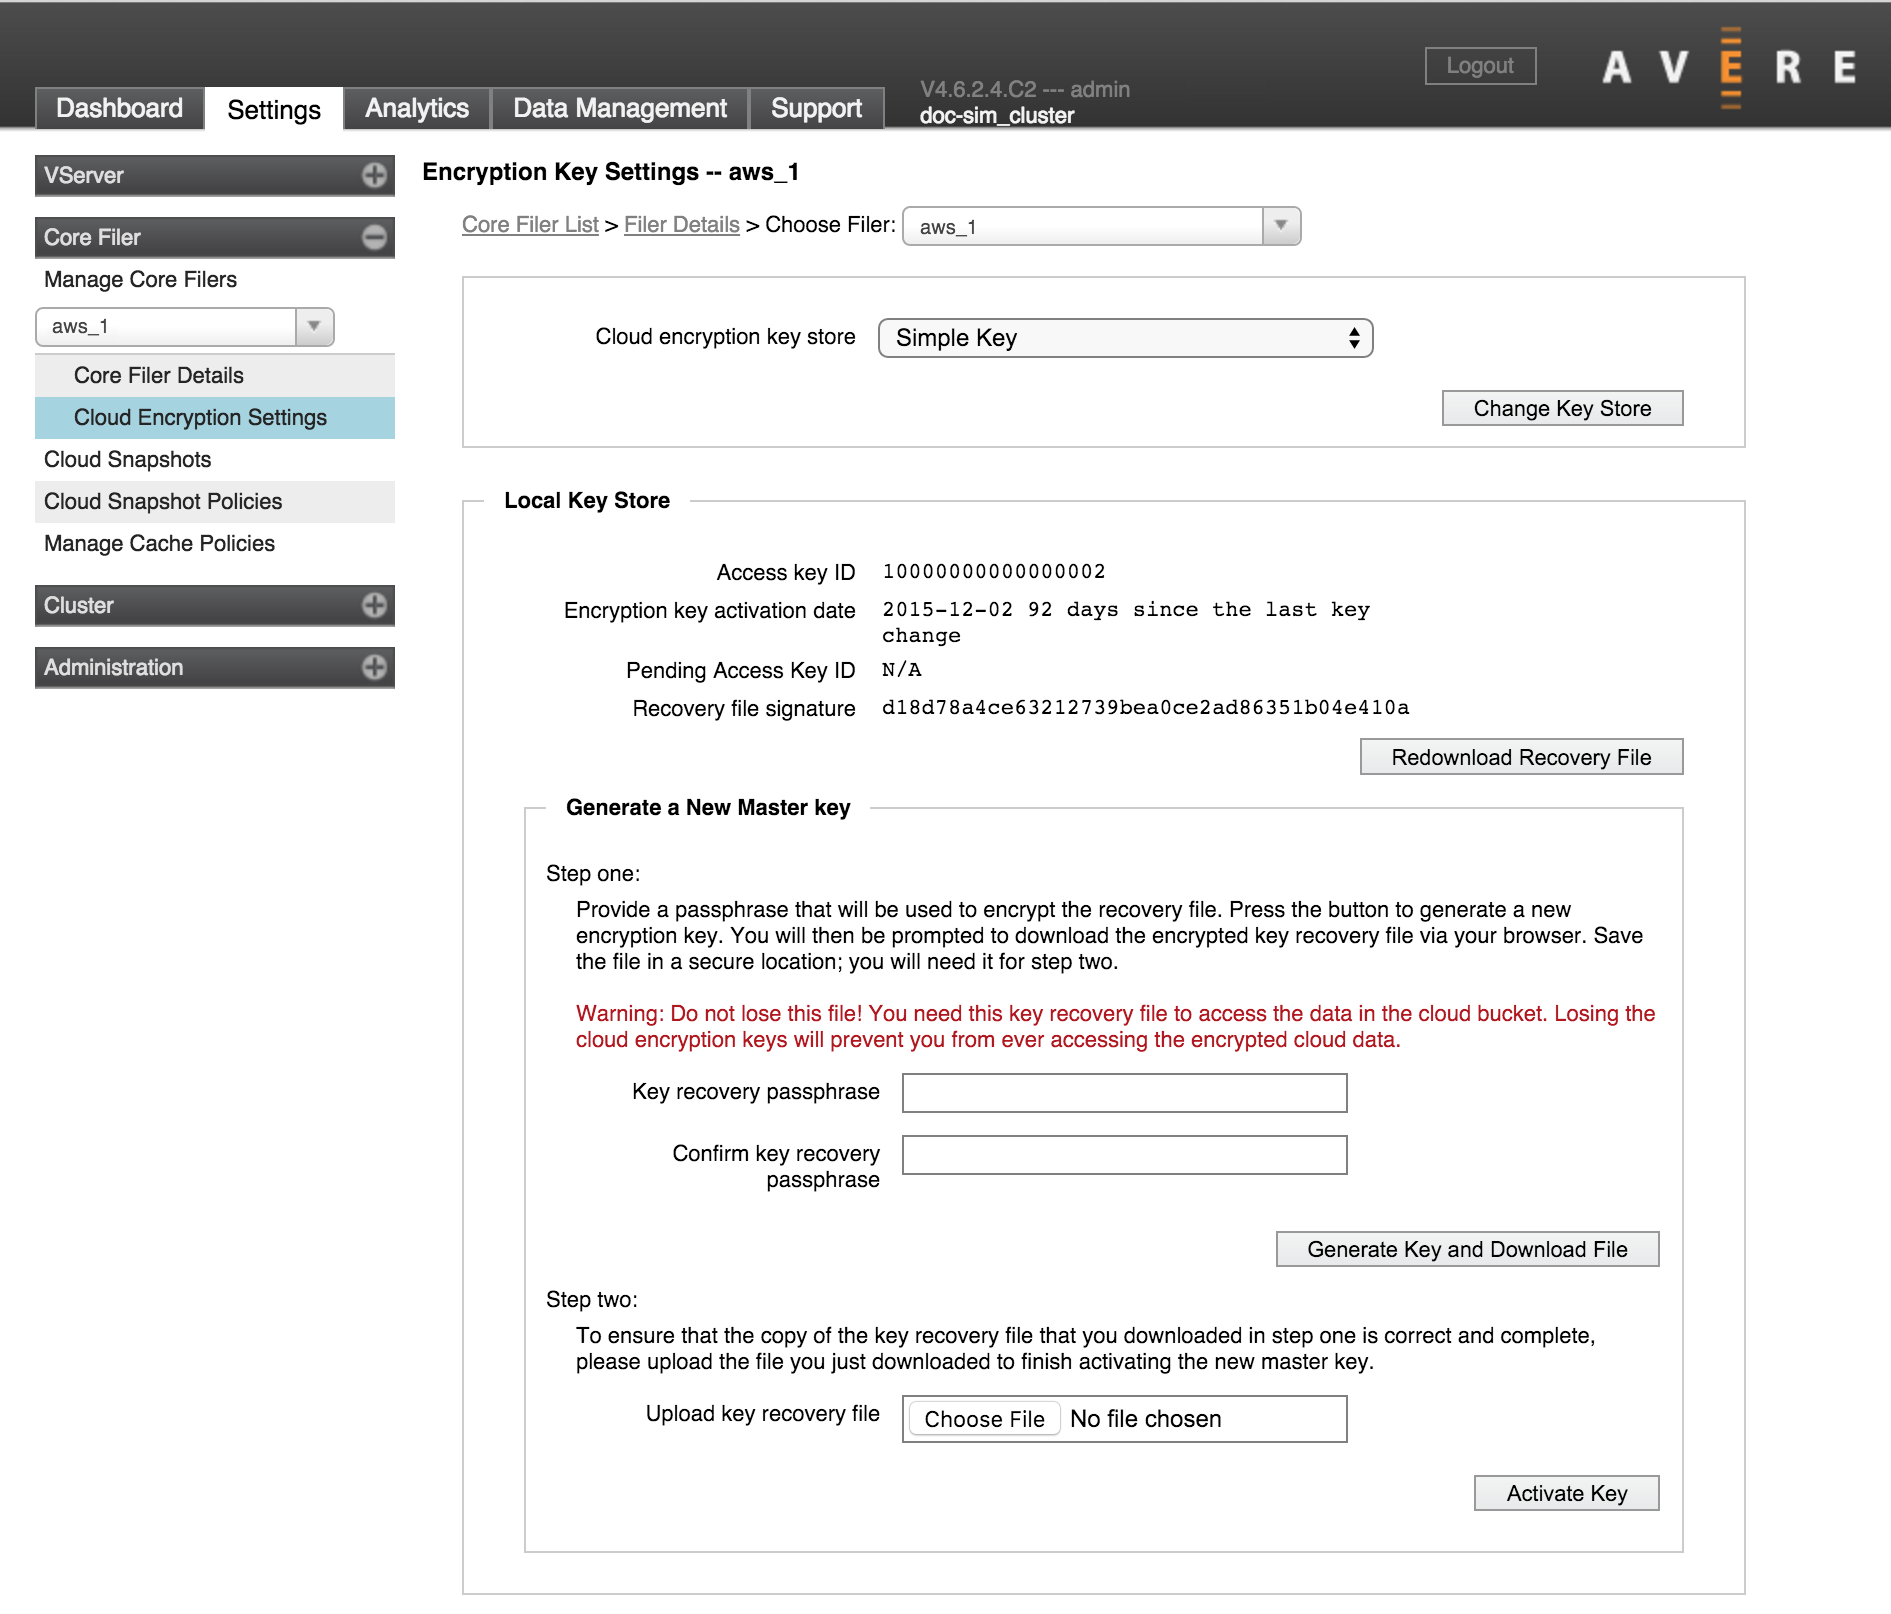 Logout
AVERE
Dashboard
Settings
Analytics
Data Management
Support
V4.6.2.4.C2 --- admin
doc-sim_cluster
VServer
Core Filer
Manage Core Filers
aws_1
Core Filer Details
Cloud Encryption Settings
Cloud Snapshots
Cloud Snapshot Policies
Manage Cache Policies
Cluster
Administration
Encryption Key Settings -- aws_1
Core Filer List > Filer Details > Choose Filer: aws_1
Cloud encryption key store Simple Key
Change Key Store
Local Key Store
Access key ID 10000000000000002
Encryption key activation date 2015-12-02 92 days since the last key
change
Pending Access Key ID N/A
Recovery file signature d18d78a4ce63212739bea0ce2ad86351b04e410a
Redownload Recovery File
Generate a New Master key
Step one:
Provide a passphrase that will be used to encrypt the recovery file. Press the button to generate a new
encryption key. You will then be prompted to download the encrypted key recovery file via your browser. Save
the file in a secure location; you will need it for step two.
Warning: Do not lose this file! You need this key recovery file to access the data in the cloud bucket. Losing the
cloud encryption keys will prevent you from ever accessing the encrypted cloud data.
Key recovery passphrase
Confirm key recovery
passphrase
Generate Key and Download File
Step two:
To ensure that the copy of the key recovery file that you downloaded in step one is correct and complete,
please upload the file you just downloaded to finish activating the new master key.
Upload key recovery file Choose File No file chosen
Activate Key